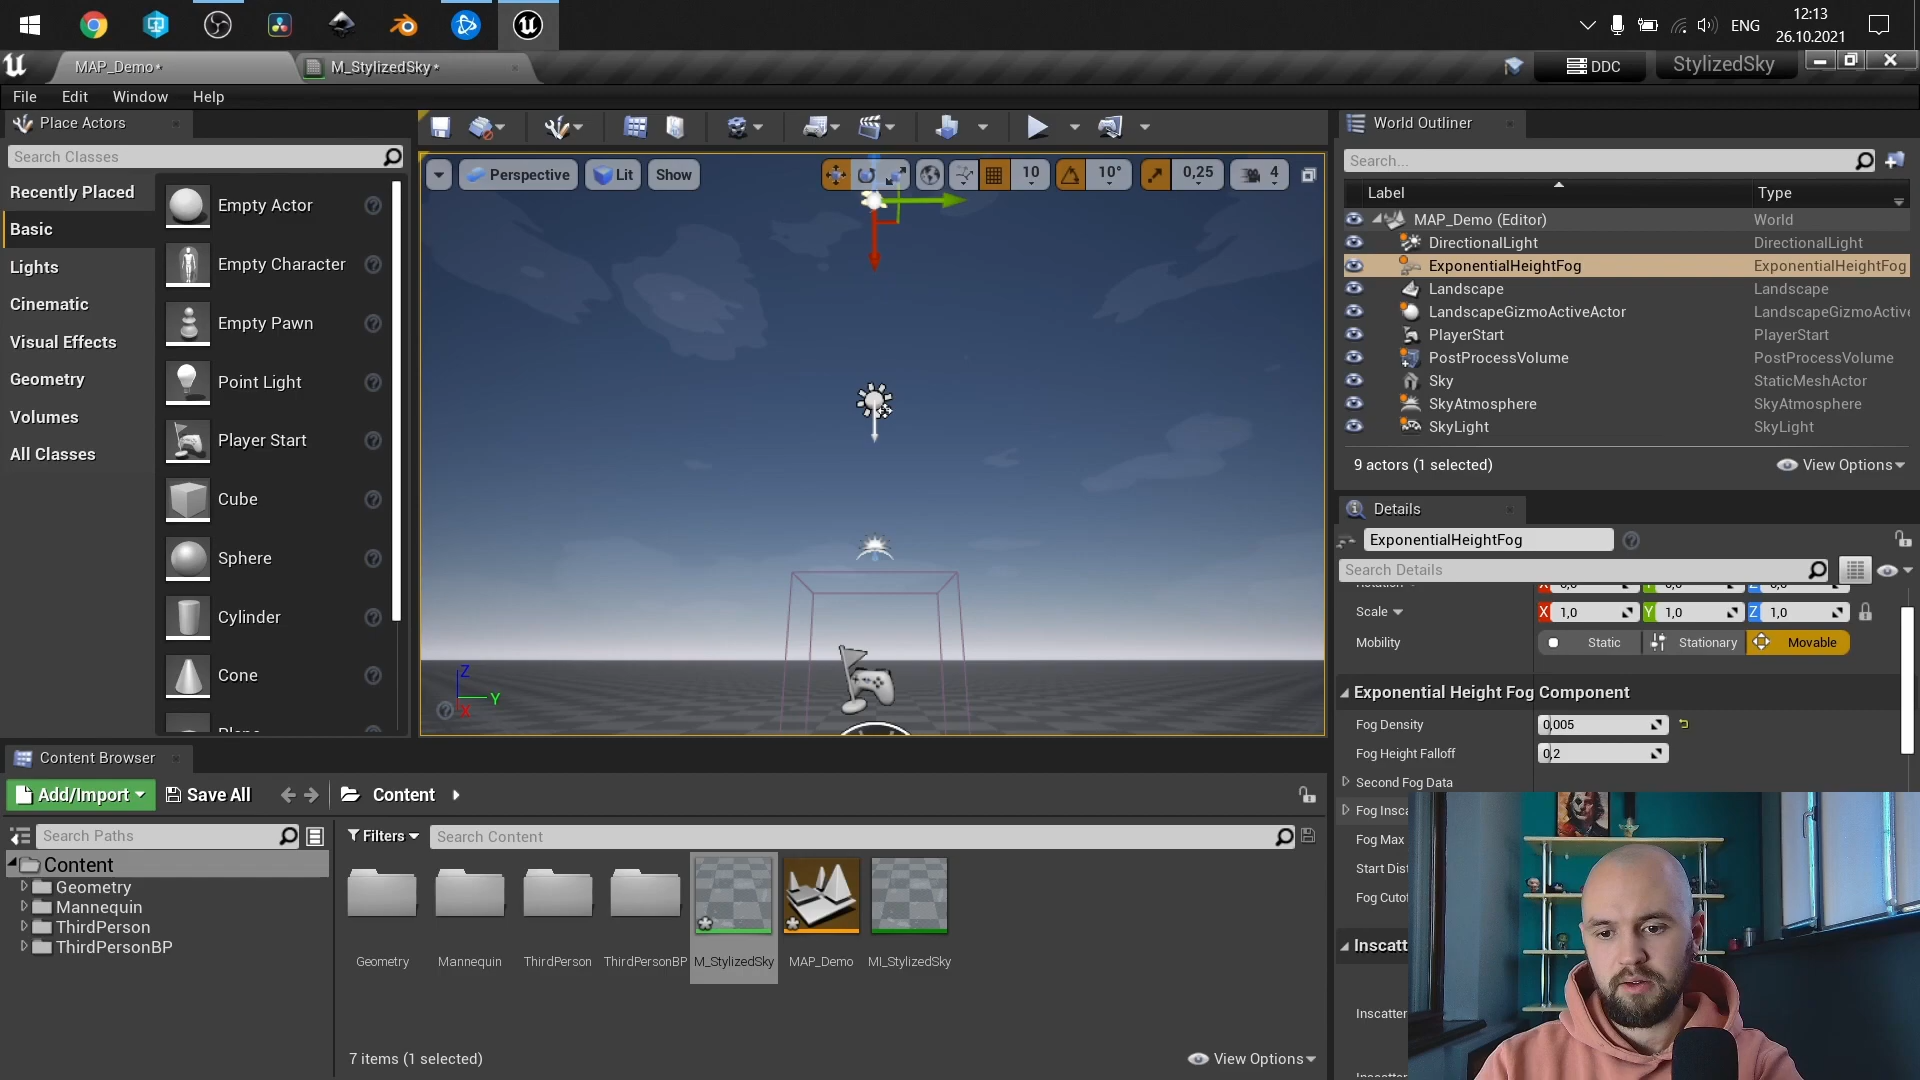 ENG
12:13
26.10.2021
MAP_Demo*
M_StylizedSky*
DDC
StylizedSky
File Edit Window Help
Place Actors
Search Classes
Recently Placed
Basic
Lights
Cinematic
Visual Effects
Geometry
Volumes
All Classes
Empty Actor
Empty Character
Empty Pawn
Point Light
Player Start
Cube
Sphere
Cylinder
Cone
Perspective
Lit
Show
10
10°
0,25
4
Z
Y
X
World Outliner
Search...
Label Type
MAP_Demo (Editor) World
DirectionalLight DirectionalLight
ExponentialHeightFog ExponentialHeightFog
Landscape Landscape
LandscapeGizmoActiveActor LandscapeGizmoActive
PlayerStart PlayerStart
PostProcessVolume PostProcessVolume
Sky StaticMeshActor
SkyAtmosphere SkyAtmosphere
SkyLight SkyLight
9 actors (1 selected)
View Options
Details
ExponentialHeightFog
Search Details
Scale X 1,0 Y 1,0 Z 1,0
Mobility Static Stationary Movable
Exponential Height Fog Component
Fog Density 0,005
Fog Height Falloff 0,2
Second Fog Data
Fog Insca
Fog Max
Start Dist
Fog Cutof
Inscatt
Inscatter
Content Browser
Add/Import Save All Content
Search Paths
Content
Geometry
Mannequin
ThirdPerson
ThirdPersonBP
Filters
Search Content
Geometry
Mannequin
ThirdPerson
ThirdPersonBP
M_StylizedSky
MAP_Demo
MI_StylizedSky
7 items (1 selected)
View Options